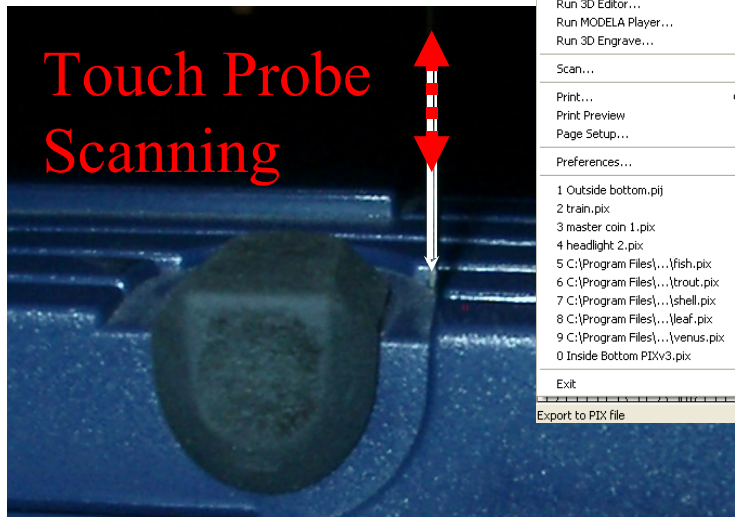 Touch Probe
Scanning
Run 3D Editor...
Run MODELA Player...
Run 3D Engrave...
Scan...
Print...
Print Preview
Page Setup...
Preferences...
1 Outside bottom.pij
2 train.pix
3 master coin 1.pix
4 headlight 2.pix
5 C:\Program Files\...\fish.pix
6 C:\Program Files\...\trout.pix
7 C:\Program Files\...\shell.pix
8 C:\Program Files\...\leaf.pix
9 C:\Program Files\...\venus.pix
0 Inside Bottom PIXv3.pix
Exit
Export to PIX file